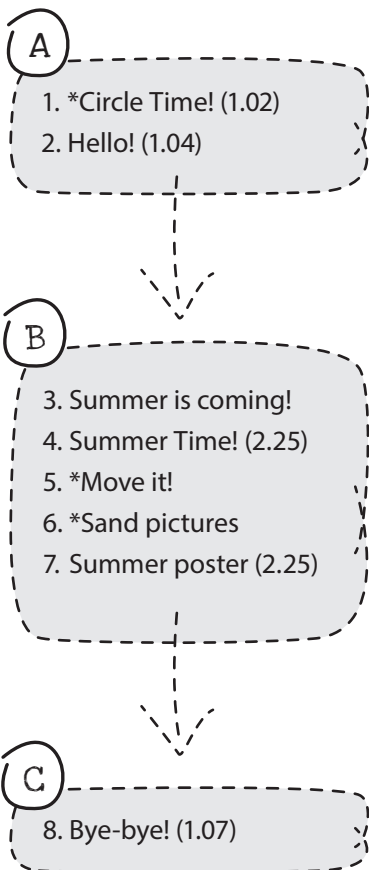 A
1. *Circle Time! (1.02)
2. Hello! (1.04)
B
3. Summer is coming!
4. Summer Time! (2.25)
5. *Move it!
6. *Sand pictures
7. Summer poster (2.25)
C
8. Bye-bye! (1.07)